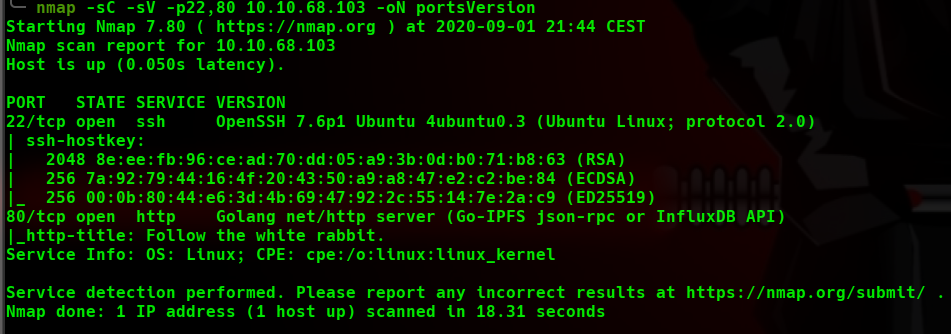 nmap -sC -sV -p22,80 10.10.68.103 -oN portsVersion
Starting Nmap 7.80 ( https://nmap.org ) at 2020-09-01 21:44 CEST
Nmap scan report for 10.10.68.103
Host is up (0.050s latency).
PORT   STATE SERVICE VERSION
22/tcp open  ssh     OpenSSH 7.6p1 Ubuntu 4ubuntu0.3 (Ubuntu Linux; protocol 2.0)
| ssh-hostkey:
|   2048 8e:ee:fb:96:ce:ad:70:dd:05:a9:3b:0d:b0:71:b8:63 (RSA)
|   256 7a:92:79:44:16:4f:20:43:50:a9:a8:47:e2:c2:be:84 (ECDSA)
|_  256 00:0b:80:44:e6:3d:4b:69:47:92:2c:55:14:7e:2a:c9 (ED25519)
80/tcp open  http    Golang net/http server (Go-IPFS json-rpc or InfluxDB API)
|_http-title: Follow the white rabbit.
Service Info: OS: Linux; CPE: cpe:/o:linux:linux_kernel
Service detection performed. Please report any incorrect results at https://nmap.org/submit/ .
Nmap done: 1 IP address (1 host up) scanned in 18.31 seconds